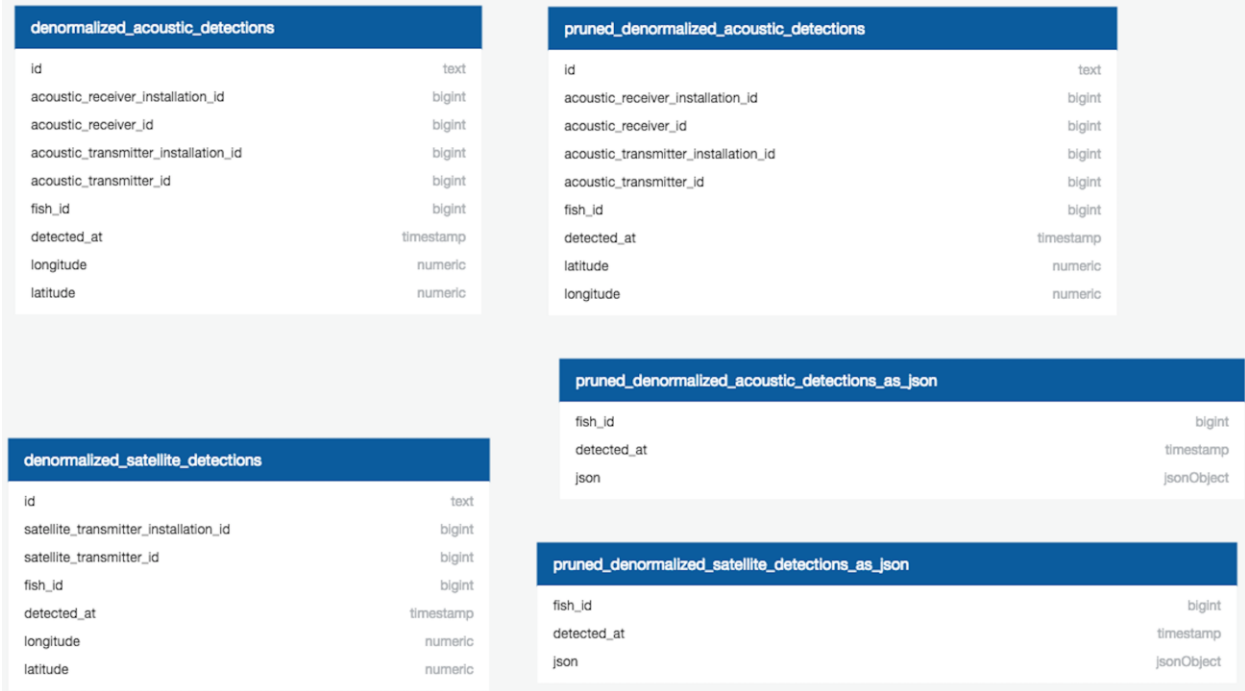 denormalized_acoustic_detections
id text
acoustic_receiver_installation_id bigint
acoustic_receiver_id bigint
acoustic_transmitter_installation_id bigint
acoustic_transmitter_id bigint
fish_id bigint
detected_at timestamp
longitude numeric
latitude numeric
pruned_denormalized_acoustic_detections
id text
acoustic_receiver_installation_id bigint
acoustic_receiver_id bigint
acoustic_transmitter_installation_id bigint
acoustic_transmitter_id bigint
fish_id bigint
detected_at timestamp
latitude numeric
longitude numeric
pruned_denormalized_acoustic_detections_as_json
fish_id bigint
detected_at timestamp
json jsonObject
denormalized_satellite_detections
id text
satellite_transmitter_installation_id bigint
satellite_transmitter_id bigint
fish_id bigint
detected_at timestamp
longitude numeric
latitude numeric
pruned_denormalized_satellite_detections_as_json
fish_id bigint
detected_at timestamp
json jsonObject